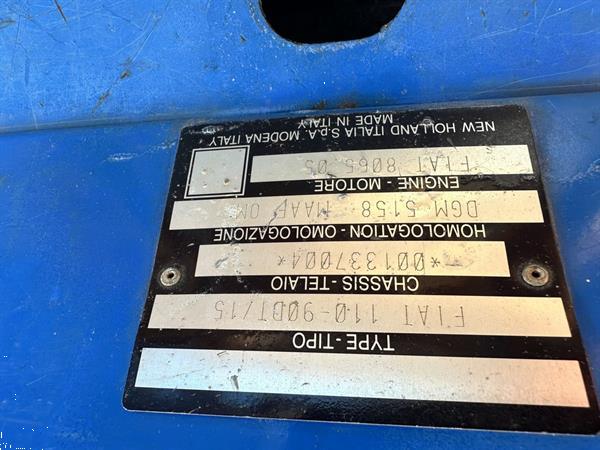 TYPE - TIPO
FIAT 110-90DT/15
CHASSIS - TELAIO
*001337004*
HOMOLOGATION - OMOLOGAZIONE
DGM 5158 MAAF OM
ENGINE - MOTORE
FIAT 8065.05
NEW HOLLAND ITALIA S.p.A. MODENA ITALY
MADE IN ITALY